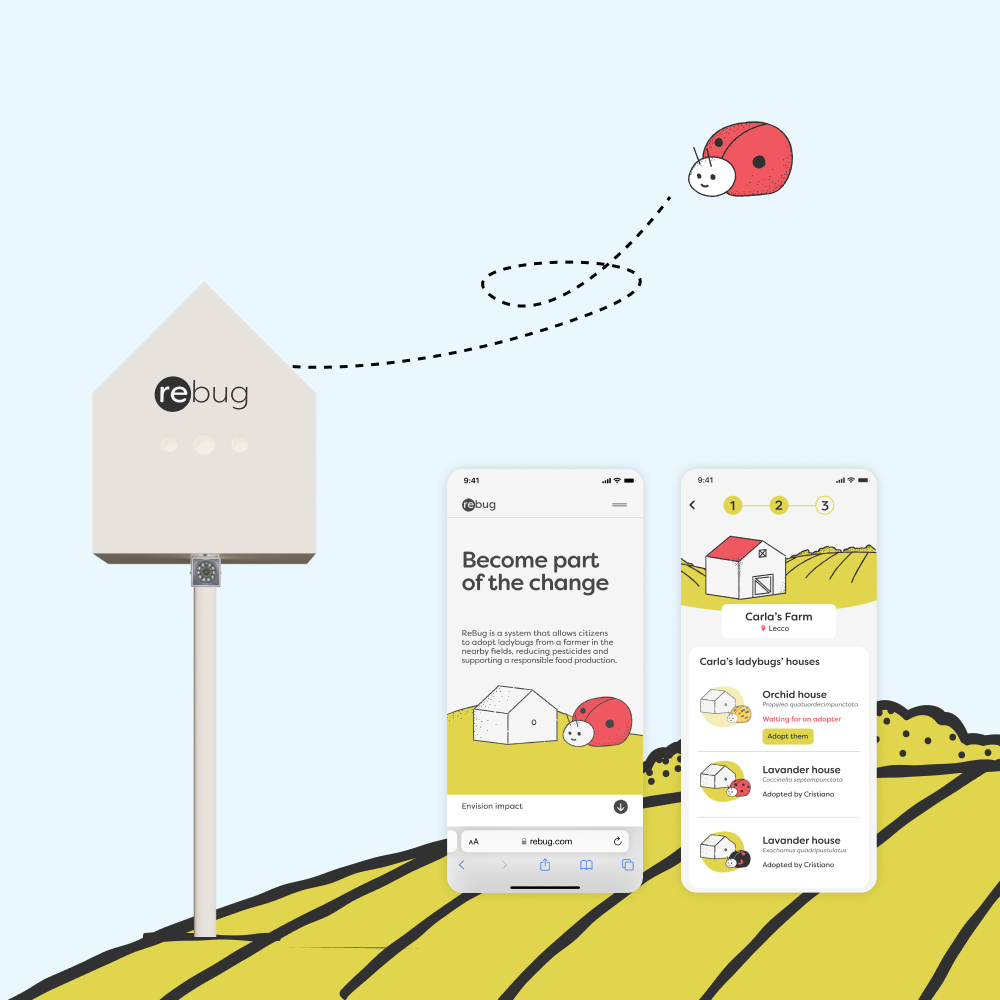 rebug
9:41
rebug
Become part
of the change
ReBug is a system that allows citizens
to adopt ladybugs from a farmer in the
nearby fields, reducing pesticides and
supporting a responsible food production.
Envision impact
AA
rebug.com
9:41
1 2 3
Carla's Farm
Lecco
Carla's ladybugs' houses
Orchid house
Propylea quatuordecimpunctata
Waiting for an adopter
Adopt them
Lavander house
Coccinella septempunctata
Adopted by Cristiano
Lavander house
Exochomus quadripustulatus
Adopted by Cristiano